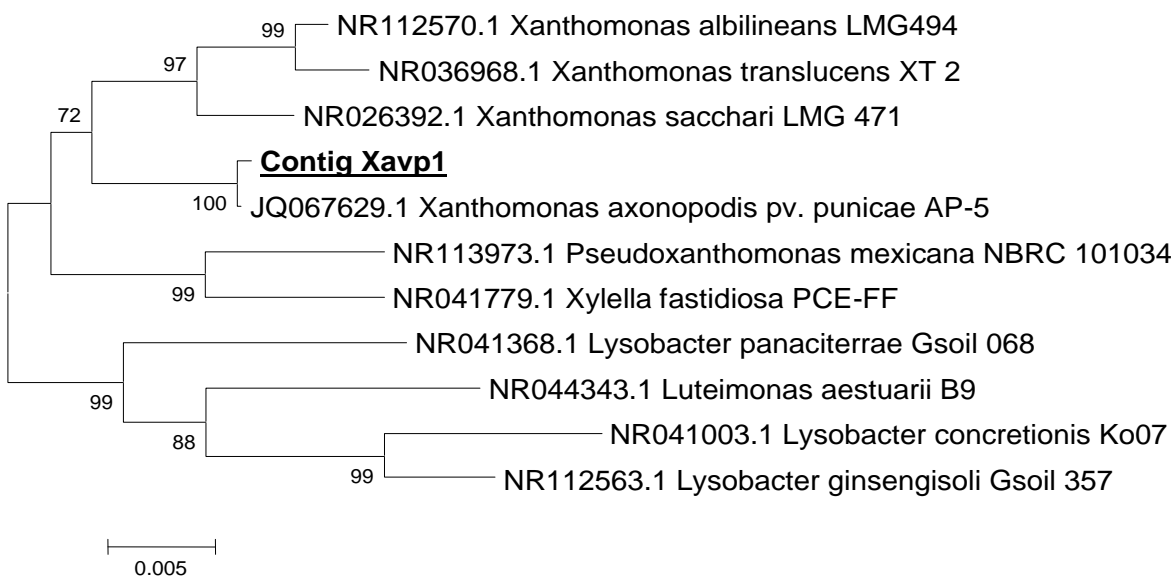 99
NR112570.1 Xanthomonas albilineans LMG494
97
NR036968.1 Xanthomonas translucens XT 2
72
NR026392.1 Xanthomonas sacchari LMG 471
Contig Xavp1
100
JQ067629.1 Xanthomonas axonopodis pv. punicae AP-5
NR113973.1 Pseudoxanthomonas mexicana NBRC 101034
99
NR041779.1 Xylella fastidiosa PCE-FF
NR041368.1 Lysobacter panaciterrae Gsoil 068
99
NR044343.1 Luteimonas aestuarii B9
88
NR041003.1 Lysobacter concretionis Ko07
99
NR112563.1 Lysobacter ginsengisoli Gsoil 357
0.005